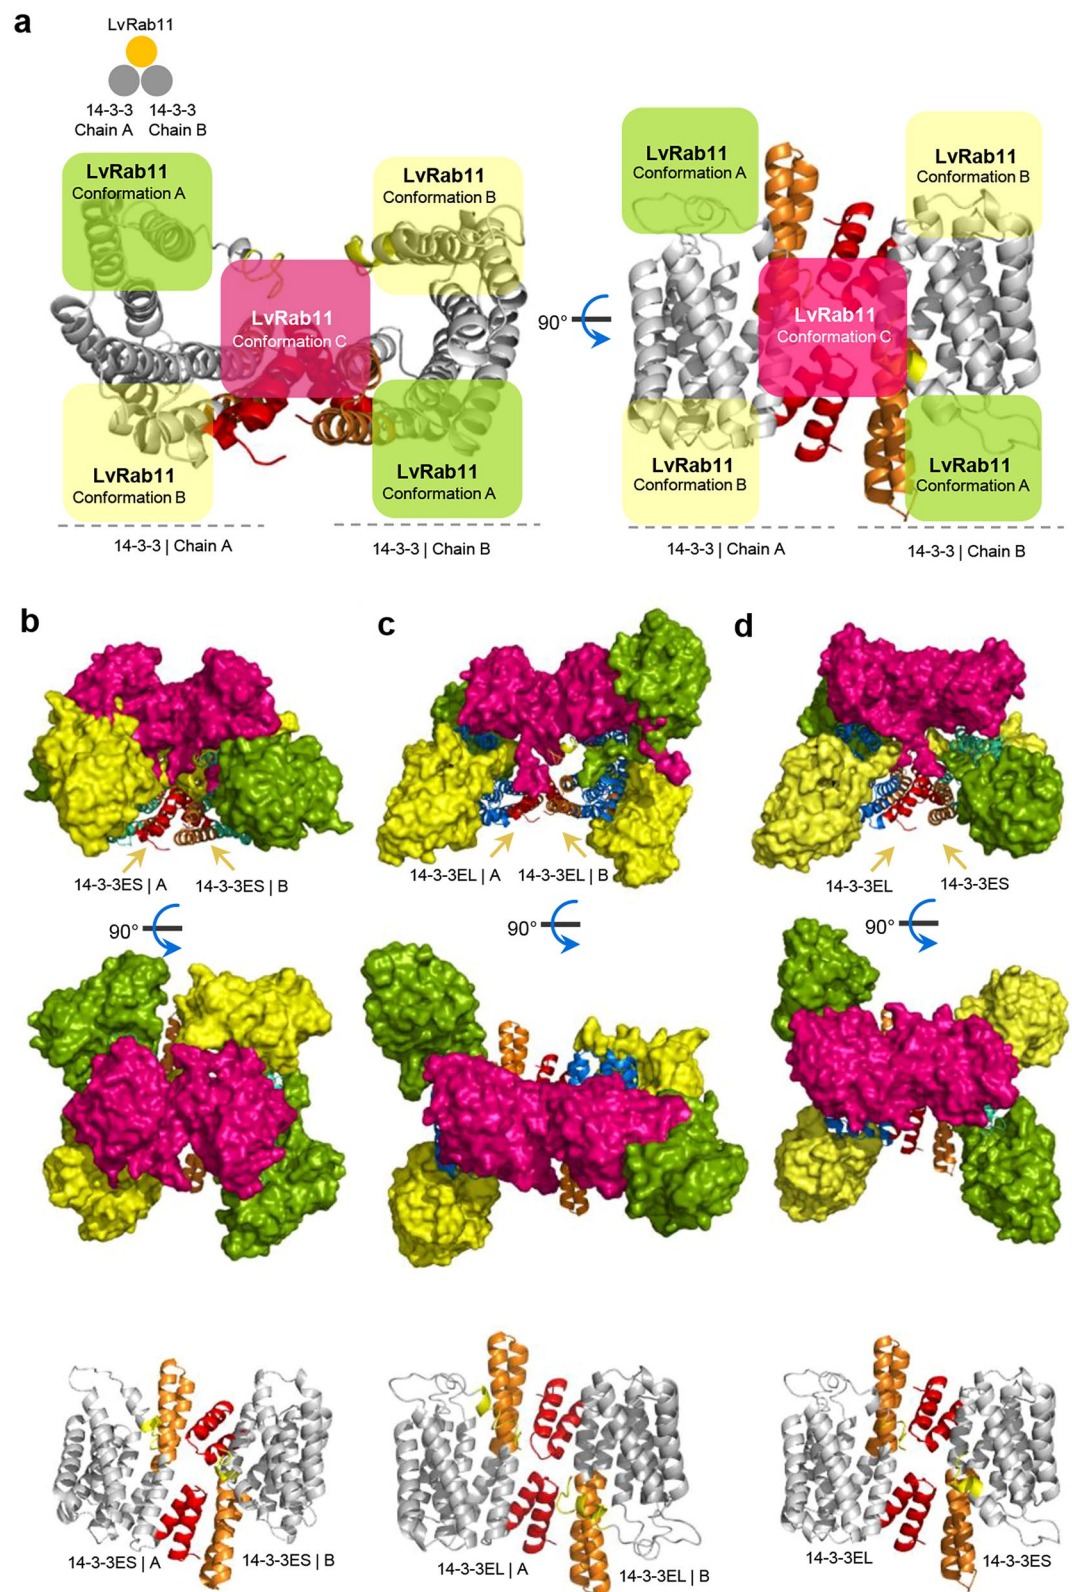 a
LvRab11
14-3-3 14-3-3
Chain A Chain B
LvRab11
Conformation A
LvRab11
Conformation B
LvRab11
Conformation C
LvRab11
Conformation B
LvRab11
Conformation A
14-3-3 | Chain A
14-3-3 | Chain B
90°
LvRab11
Conformation A
LvRab11
Conformation B
LvRab11
Conformation C
LvRab11
Conformation B
LvRab11
Conformation A
14-3-3 | Chain A
14-3-3 | Chain B
b
14-3-3ES | A
14-3-3ES | B
90°
14-3-3ES | A
14-3-3ES | B
c
14-3-3EL | A
14-3-3EL | B
90°
14-3-3EL | A
14-3-3EL | B
d
14-3-3EL
14-3-3ES
90°
14-3-3EL
14-3-3ES